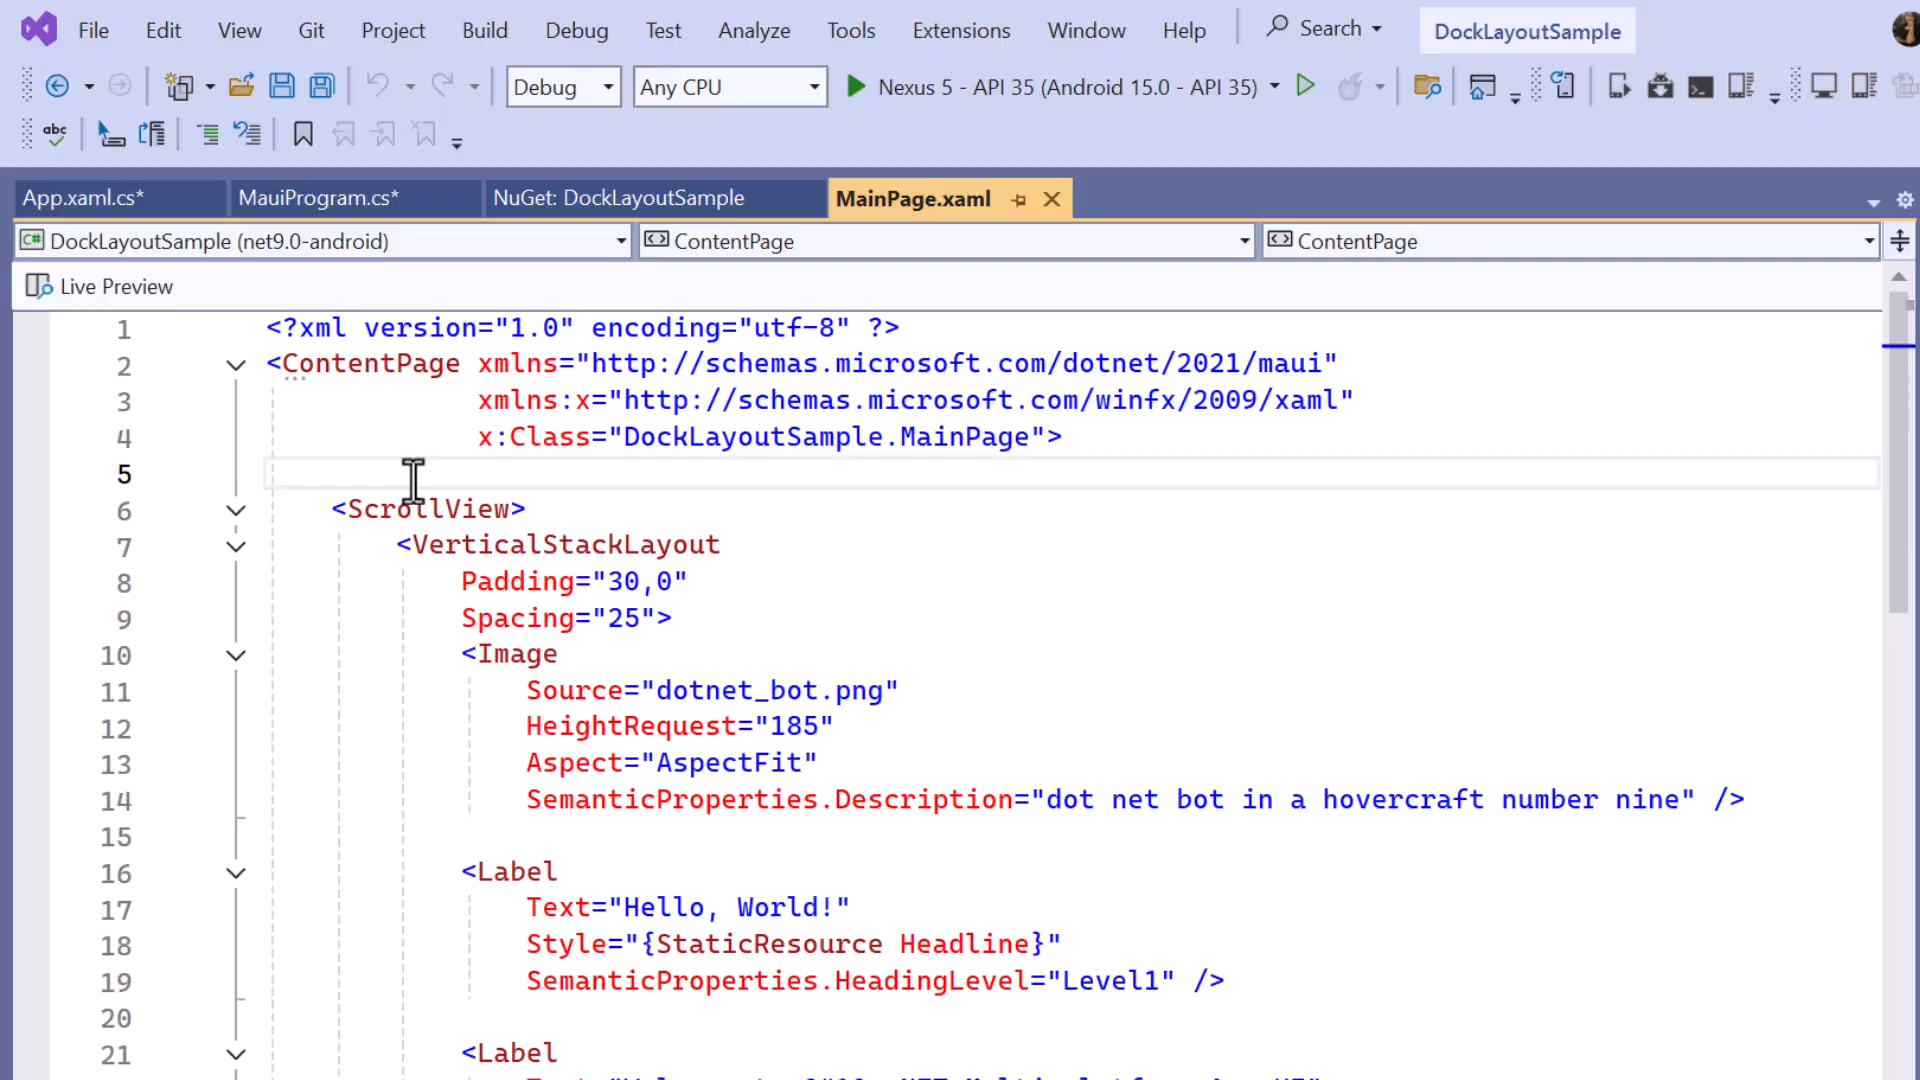 File Edit View Git Project Build Debug Test Analyze Tools Extensions Window Help Search DockLayoutSample
Debug Any CPU Nexus 5 - API 35 (Android 15.0 - API 35)
abc
App.xaml.cs* MauiProgram.cs* NuGet: DockLayoutSample MainPage.xaml
C# DockLayoutSample (net9.0-android) ContentPage ContentPage
Live Preview
1 <?xml version="1.0" encoding="utf-8" ?>
2 <ContentPage xmlns="http://schemas.microsoft.com/dotnet/2021/maui"
3 xmlns:x="http://schemas.microsoft.com/winfx/2009/xaml"
4 x:Class="DockLayoutSample.MainPage">
5
6 <ScrollView>
7 <VerticalStackLayout
8 Padding="30,0"
9 Spacing="25">
10 <Image
11 Source="dotnet_bot.png"
12 HeightRequest="185"
13 Aspect="AspectFit"
14 SemanticProperties.Description="dot net bot in a hovercraft number nine" />
15
16 <Label
17 Text="Hello, World!"
18 Style="{StaticResource Headline}"
19 SemanticProperties.HeadingLevel="Level1" />
20
21 <Label